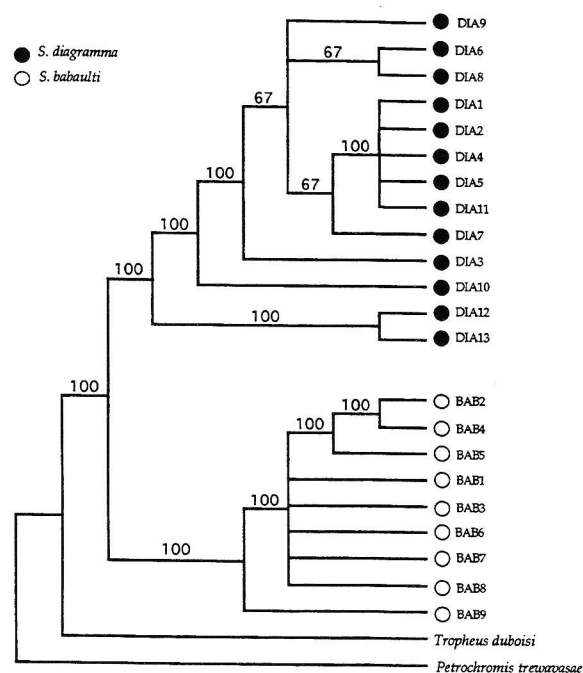 S. diagramma
S. babaulti
DIA9
67
DIA6
DIA8
67
DIA1
DIA2
100
DIA4
DIA5
67
DIA11
100
DIA7
100
DIA3
100
DIA10
DIA12
100
DIA13
100
BAB2
100
BAB4
100
BAB5
BAB1
100
BAB3
BAB6
100
BAB7
BAB8
BAB9
Tropheus duboisi
Petrochromis trewavasae